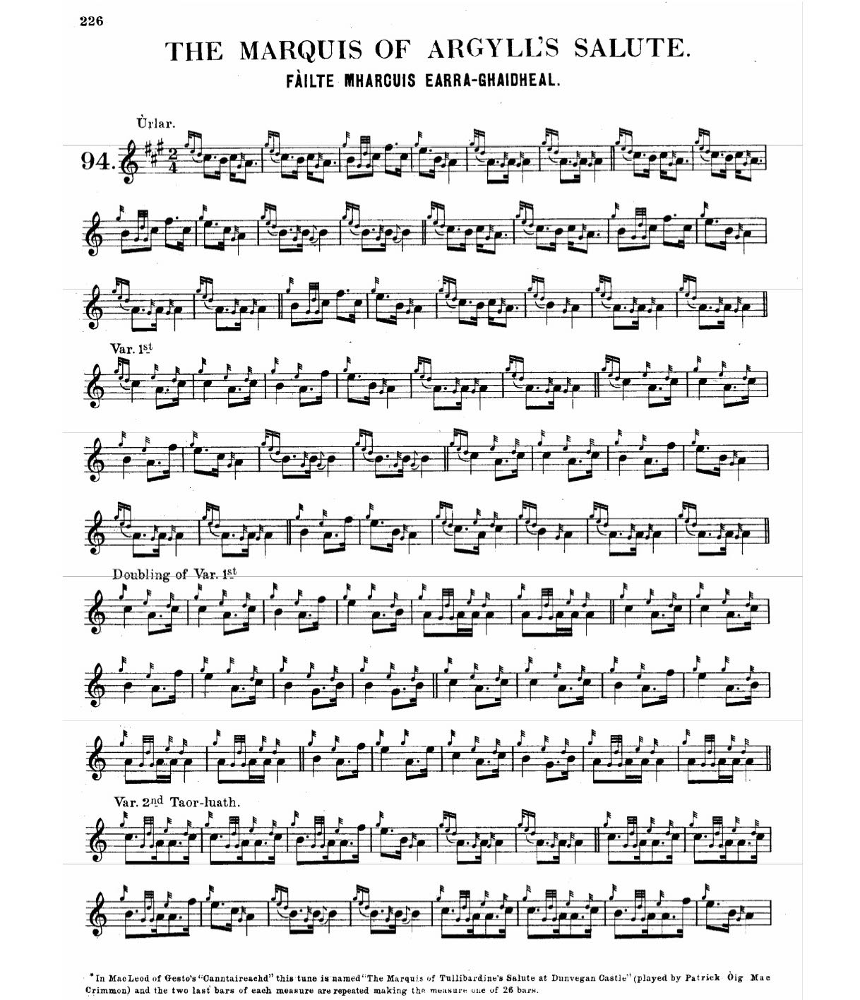 226
THE MARQUIS OF ARGYLL'S SALUTE.
FÀILTE MHARCUIS EARRA-GHAIDHEAL.
Ùrlar.
94.
2
4
Var. 1st
Doubling of Var. 1st
Var. 2nd Taor-luath.
*In MacLeod of Gesto's "Canntaireachd" this tune is named "The Marquis of Tullibardine's Salute at Dunvegan Castle" (played by Patrick Òig Mac
Crimmon) and the two last bars of each measure are repeated making the measure one of 26 bars.